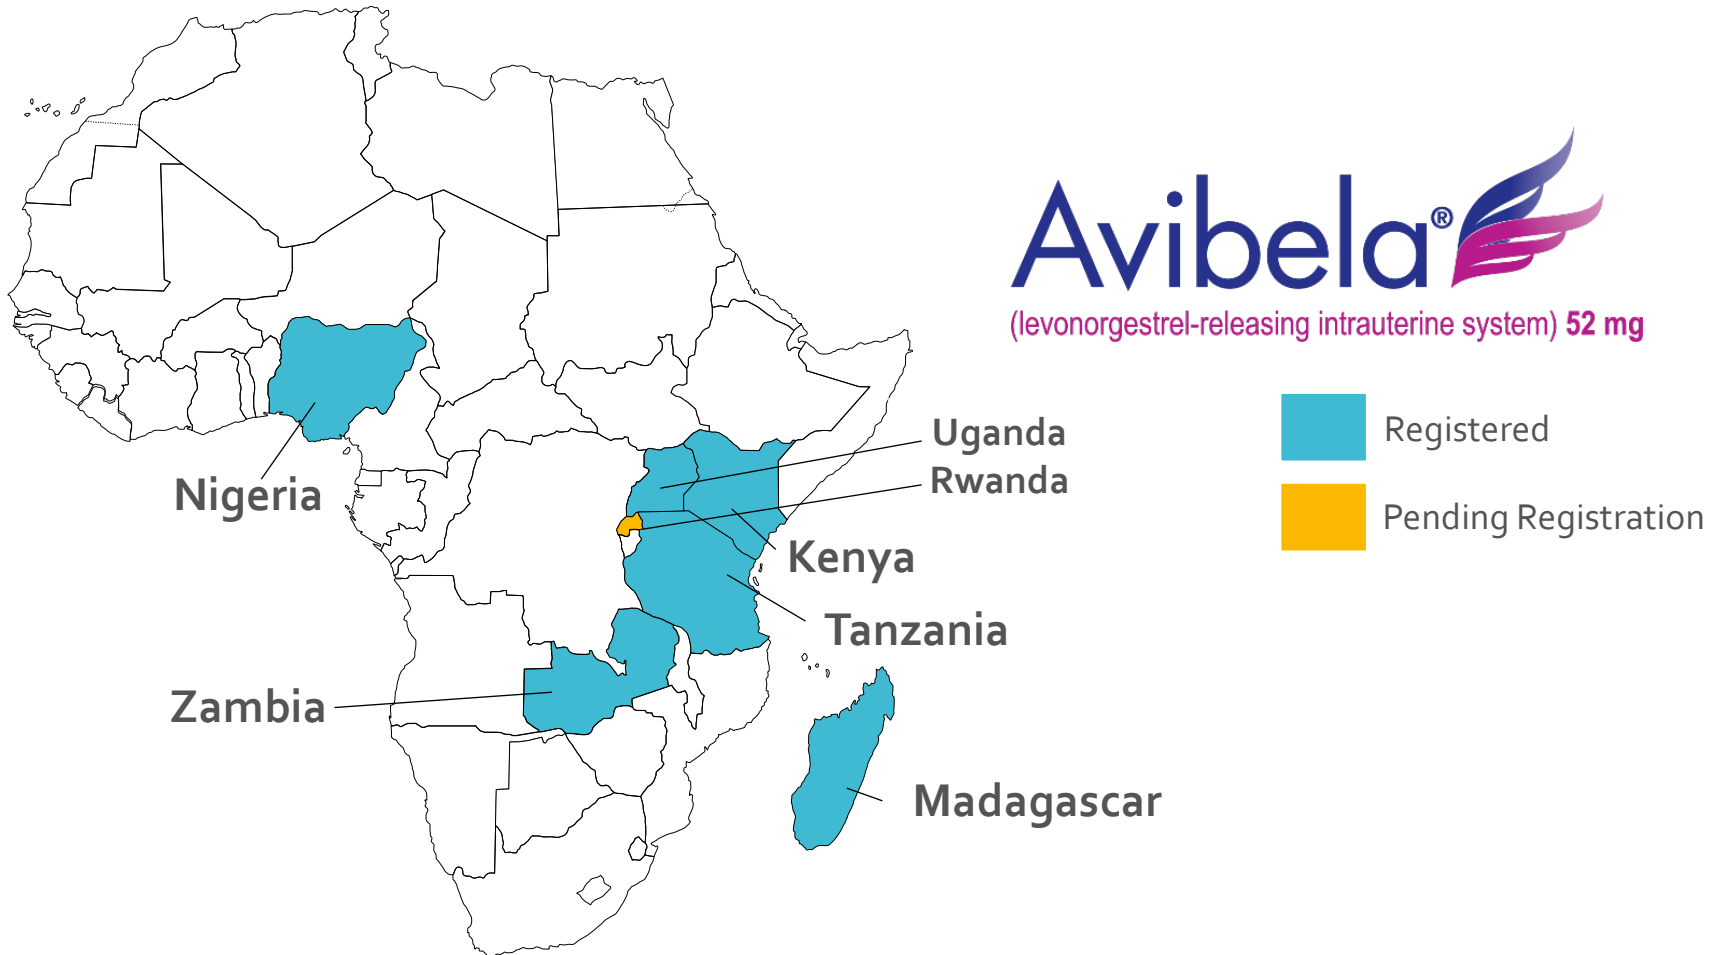 Avibela®
(levonorgestrel-releasing intrauterine system) 52 mg
Registered
Pending Registration
Uganda
Rwanda
Nigeria
Kenya
Tanzania
Zambia
Madagascar